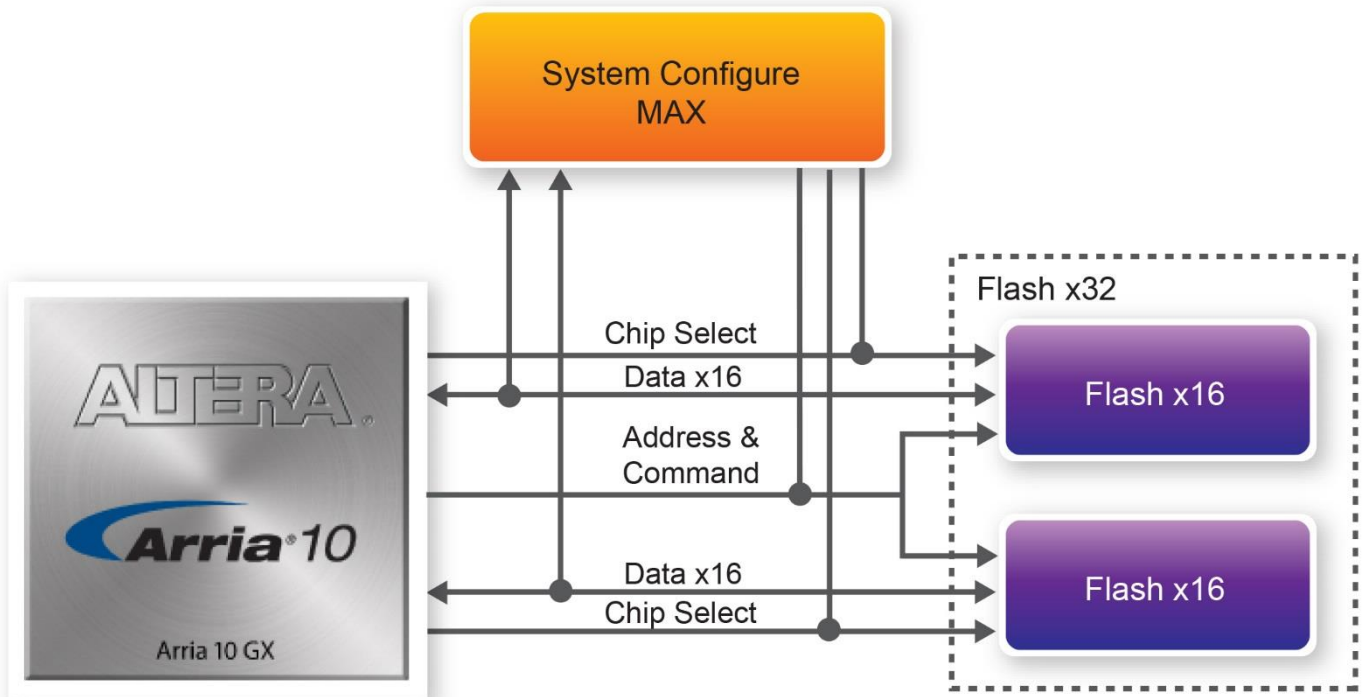 System Configure
MAX
Flash x32
Chip Select
Data x16
Flash x16
Address &
Command
Data x16
Chip Select
Flash x16
ALTERA®
Arria® 10
Arria 10 GX